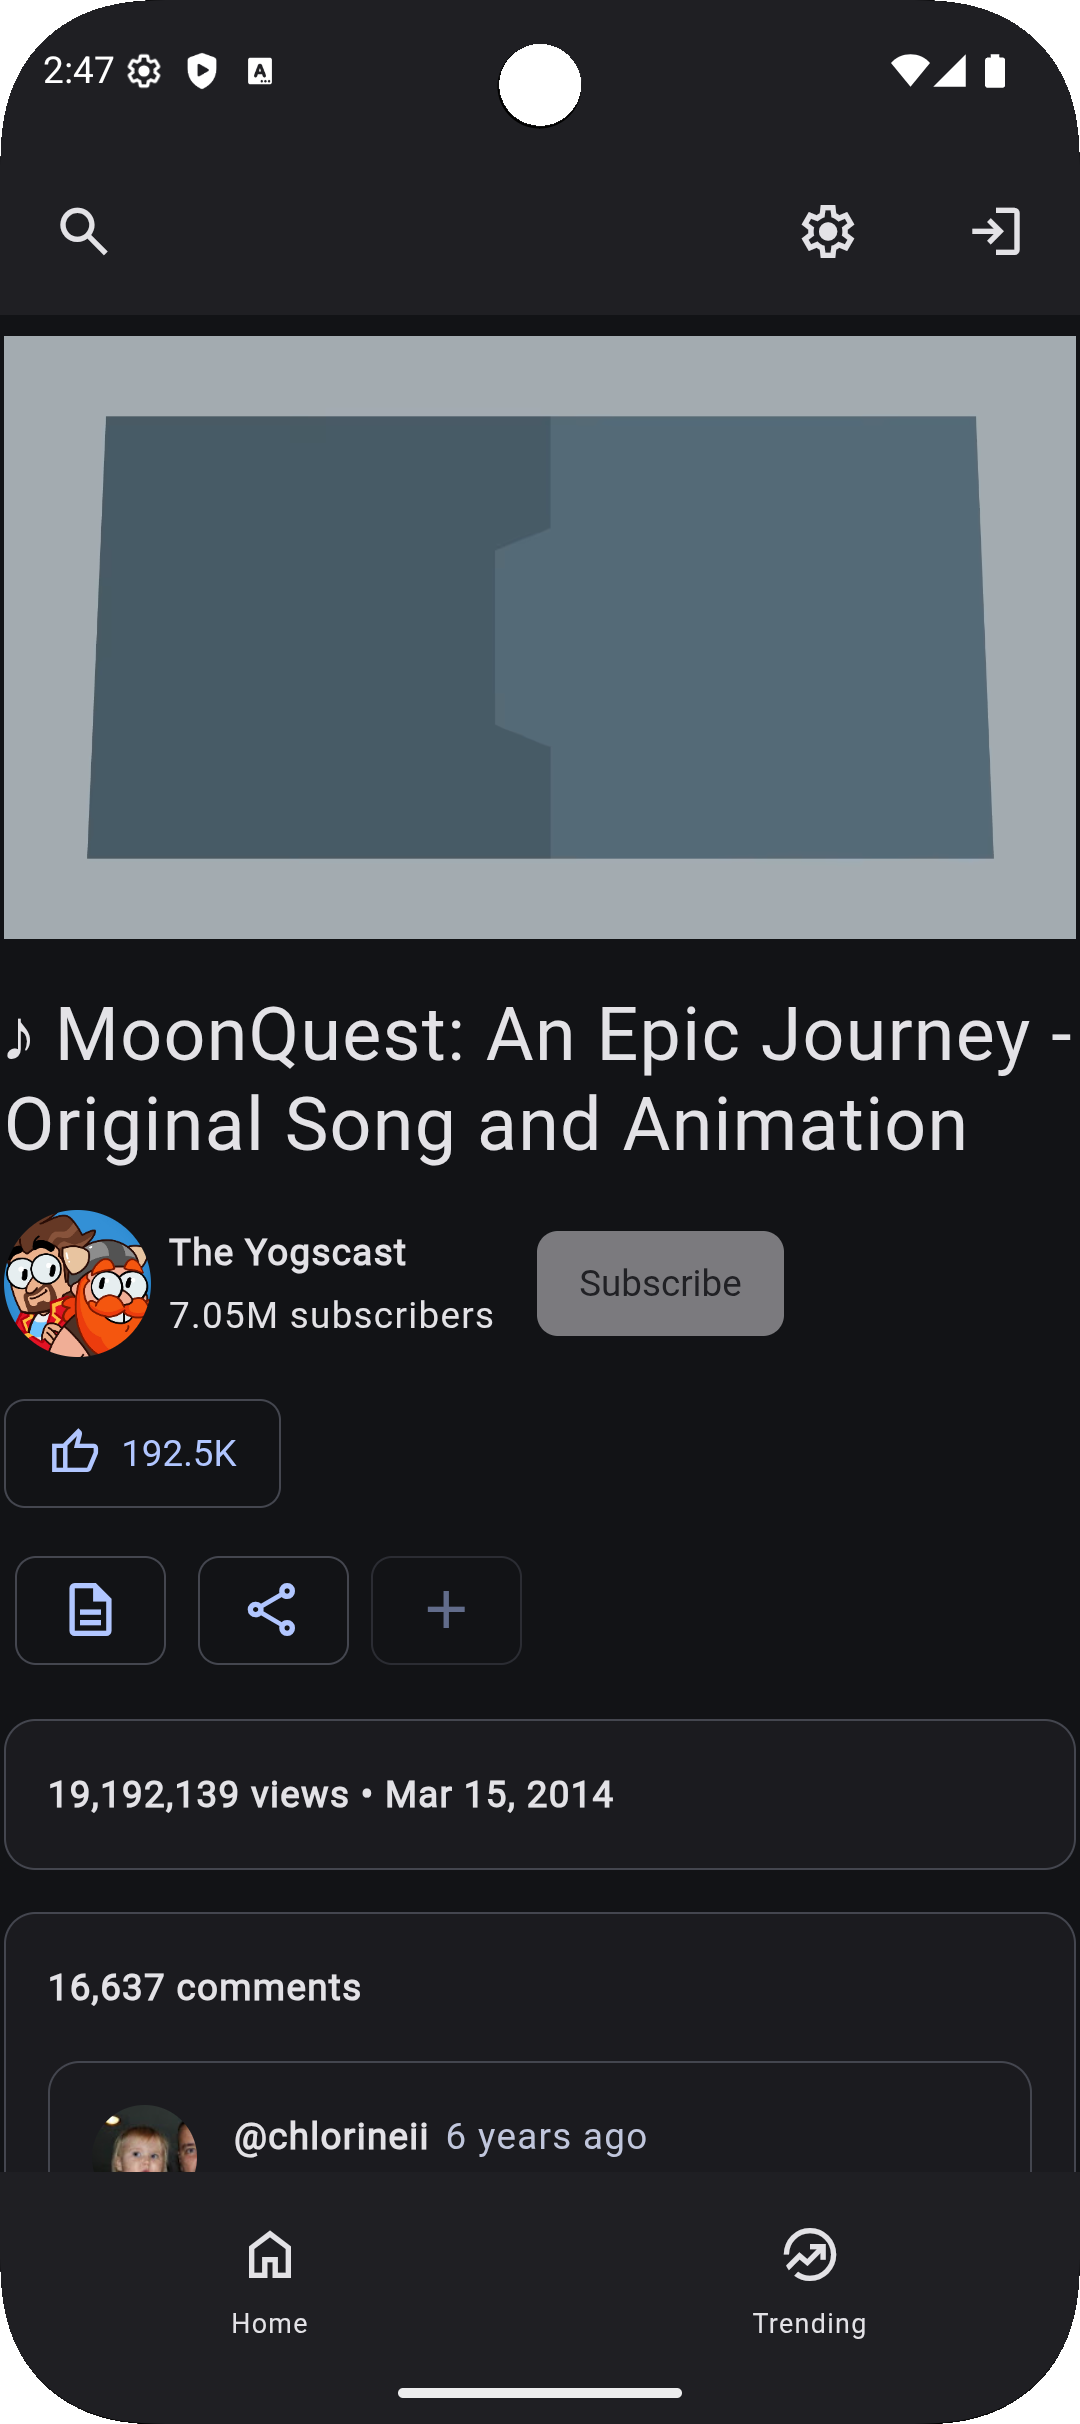 2:47
♪ MoonQuest: An Epic Journey -
Original Song and Animation
The Yogscast
7.05M subscribers
Subscribe
192.5K
19,192,139 views • Mar 15, 2014
16,637 comments
@chlorineii 6 years ago
Home
Trending